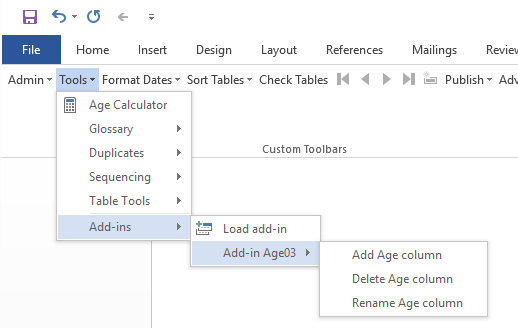 File Home Insert Design Layout References Mailings Review
Admin Tools Format Dates Sort Tables Check Tables Publish Adv
Age Calculator
Glossary
Duplicates
Custom Toolbars
Sequencing
Table Tools
Add-ins Load add-in
Add-in Age03 Add Age column
Delete Age column
Rename Age column